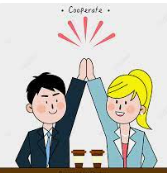 • Cooperate •